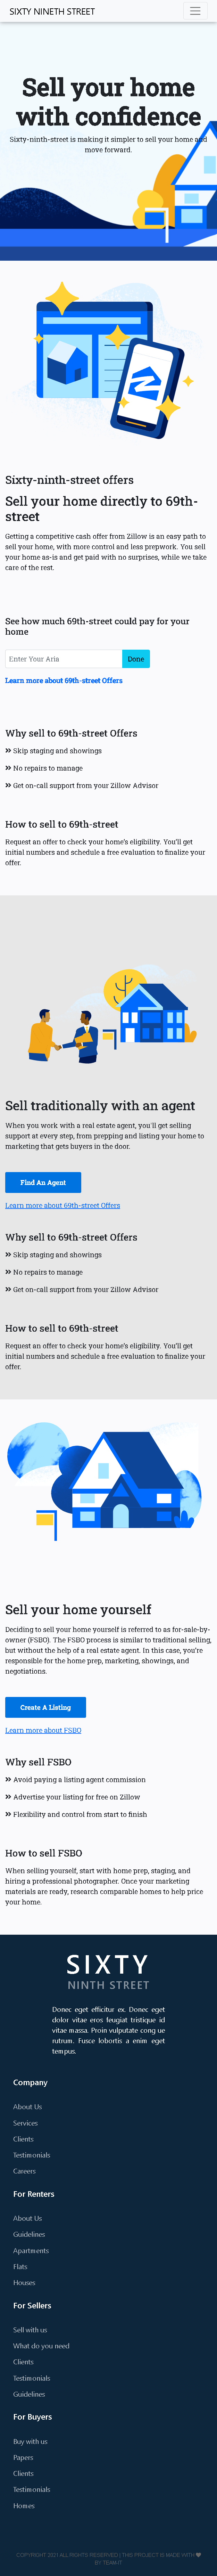 SIXTY NINETH STREET
Sell your home
with confidence
Sixty-ninth-street is making it simpler to sell your home and
move forward.
Sixty-ninth-street offers
Sell your home directly to 69th-
street
Getting a competitive cash offer from Zillow is an easy path to
sell your home, with more control and less prepwork. You sell
your home as-is and get paid with no surprises, while we take
care of the rest.
See how much 69th-street could pay for your
home
Enter Your Aria
Done
Learn more about 69th-street Offers
Why sell to 69th-street Offers
» Skip staging and showings
» No repairs to manage
» Get on-call support from your Zillow Advisor
How to sell to 69th-street
Request an offer to check your home's eligibility. You'll get
initial numbers and schedule a free evaluation to finalize your
offer.
Sell traditionally with an agent
When you work with a real estate agent, you'll get selling
support at every step, from prepping and listing your home to
marketing that gets buyers in the door.
Find An Agent
Learn more about 69th-street Offers
Why sell to 69th-street Offers
» Skip staging and showings
» No repairs to manage
» Get on-call support from your Zillow Advisor
How to sell to 69th-street
Request an offer to check your home's eligibility. You'll get
initial numbers and schedule a free evaluation to finalize your
offer.
Sell your home yourself
Deciding to sell your home yourself is referred to as for-sale-by-
owner (FSBO). The FSBO process is similar to traditional selling,
but without the help of a real estate agent. In this case, you're
responsible for the home prep, marketing, showings, and
negotiations.
Create A Listing
Learn more about FSBO
Why sell FSBO
» Avoid paying a listing agent commission
» Advertise your listing for free on Zillow
» Flexibility and control from start to finish
How to sell FSBO
When selling yourself, start with home prep, staging, and
hiring a professional photographer. Once your marketing
materials are ready, research comparable homes to help price
your home.
SIXTY
NINTH STREET
Donec eget efficitur ex. Donec eget
dolor vitae eros feugiat tristique id
vitae massa. Proin vulputate cong ue
rutrum. Fusce lobortis a enim eget
tempus.
Company
About Us
Services
Clients
Testimonials
Careers
For Renters
About Us
Guidelines
Apartments
Flats
Houses
For Sellers
Sell with us
What do you need
Clients
Testimonials
Guidelines
For Buyers
Buy with us
Papers
Clients
Testimonials
Homes
COPYRIGHT 2021 ALL RIGHTS RESERVED | THIS PROJECT IS MADE WITH ♥
BY TEAM IT